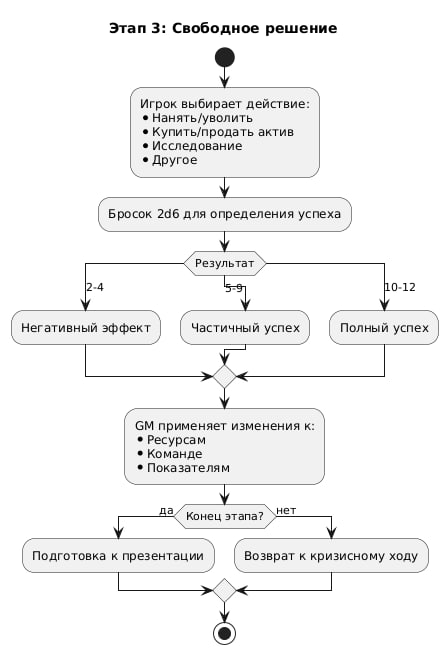 Этап 3: Свободное решение
Игрок выбирает действие:
• Нанять/уволить
• Купить/продать актив
• Исследование
• Другое
Бросок 2d6 для определения успеха
Результат
2-4
5-9
10-12
Негативный эффект
Частичный успех
Полный успех
GM применяет изменения к:
• Ресурсам
• Команде
• Показателям
да
Конец этапа?
нет
Подготовка к презентации
Возврат к кризисному ходу